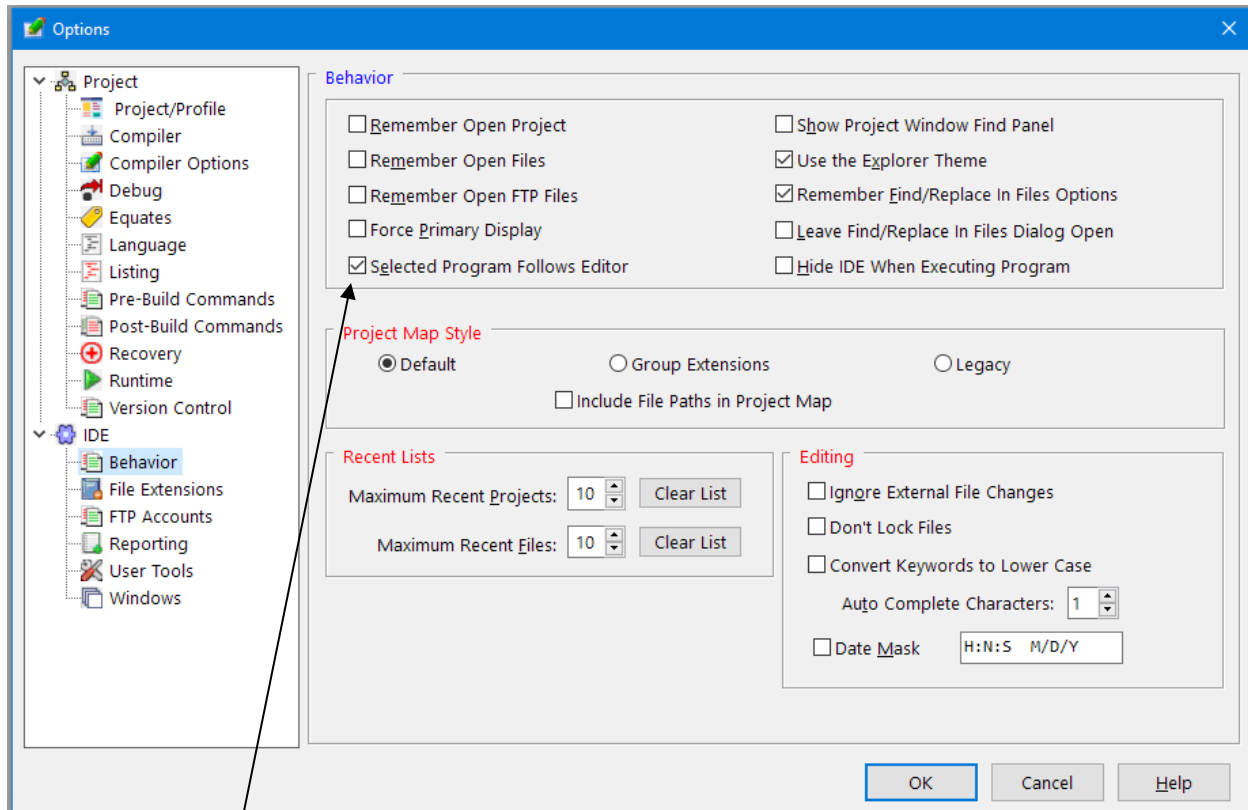 Options
Project
Project/Profile
Compiler
Compiler Options
Debug
Equates
Language
Listing
Pre-Build Commands
Post-Build Commands
Recovery
Runtime
Version Control
IDE
Behavior
File Extensions
FTP Accounts
Reporting
User Tools
Windows
Behavior
Remember Open Project
Remember Open Files
Remember Open FTP Files
Force Primary Display
Selected Program Follows Editor
Show Project Window Find Panel
Use the Explorer Theme
Remember Find/Replace In Files Options
Leave Find/Replace In Files Dialog Open
Hide IDE When Executing Program
Project Map Style
Default Group Extensions Legacy
Include File Paths in Project Map
Recent Lists
Maximum Recent Projects: 10 Clear List
Maximum Recent Files: 10 Clear List
Editing
Ignore External File Changes
Don't Lock Files
Convert Keywords to Lower Case
Auto Complete Characters: 1
Date Mask H:N:S M/D/Y
OK Cancel Help